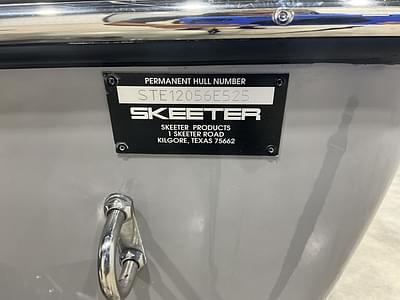 PERMANENT HULL NUMBER
STE12056E525
SKEETER
SKEETER PRODUCTS
1 SKEETER ROAD
KILGORE, TEXAS 75662